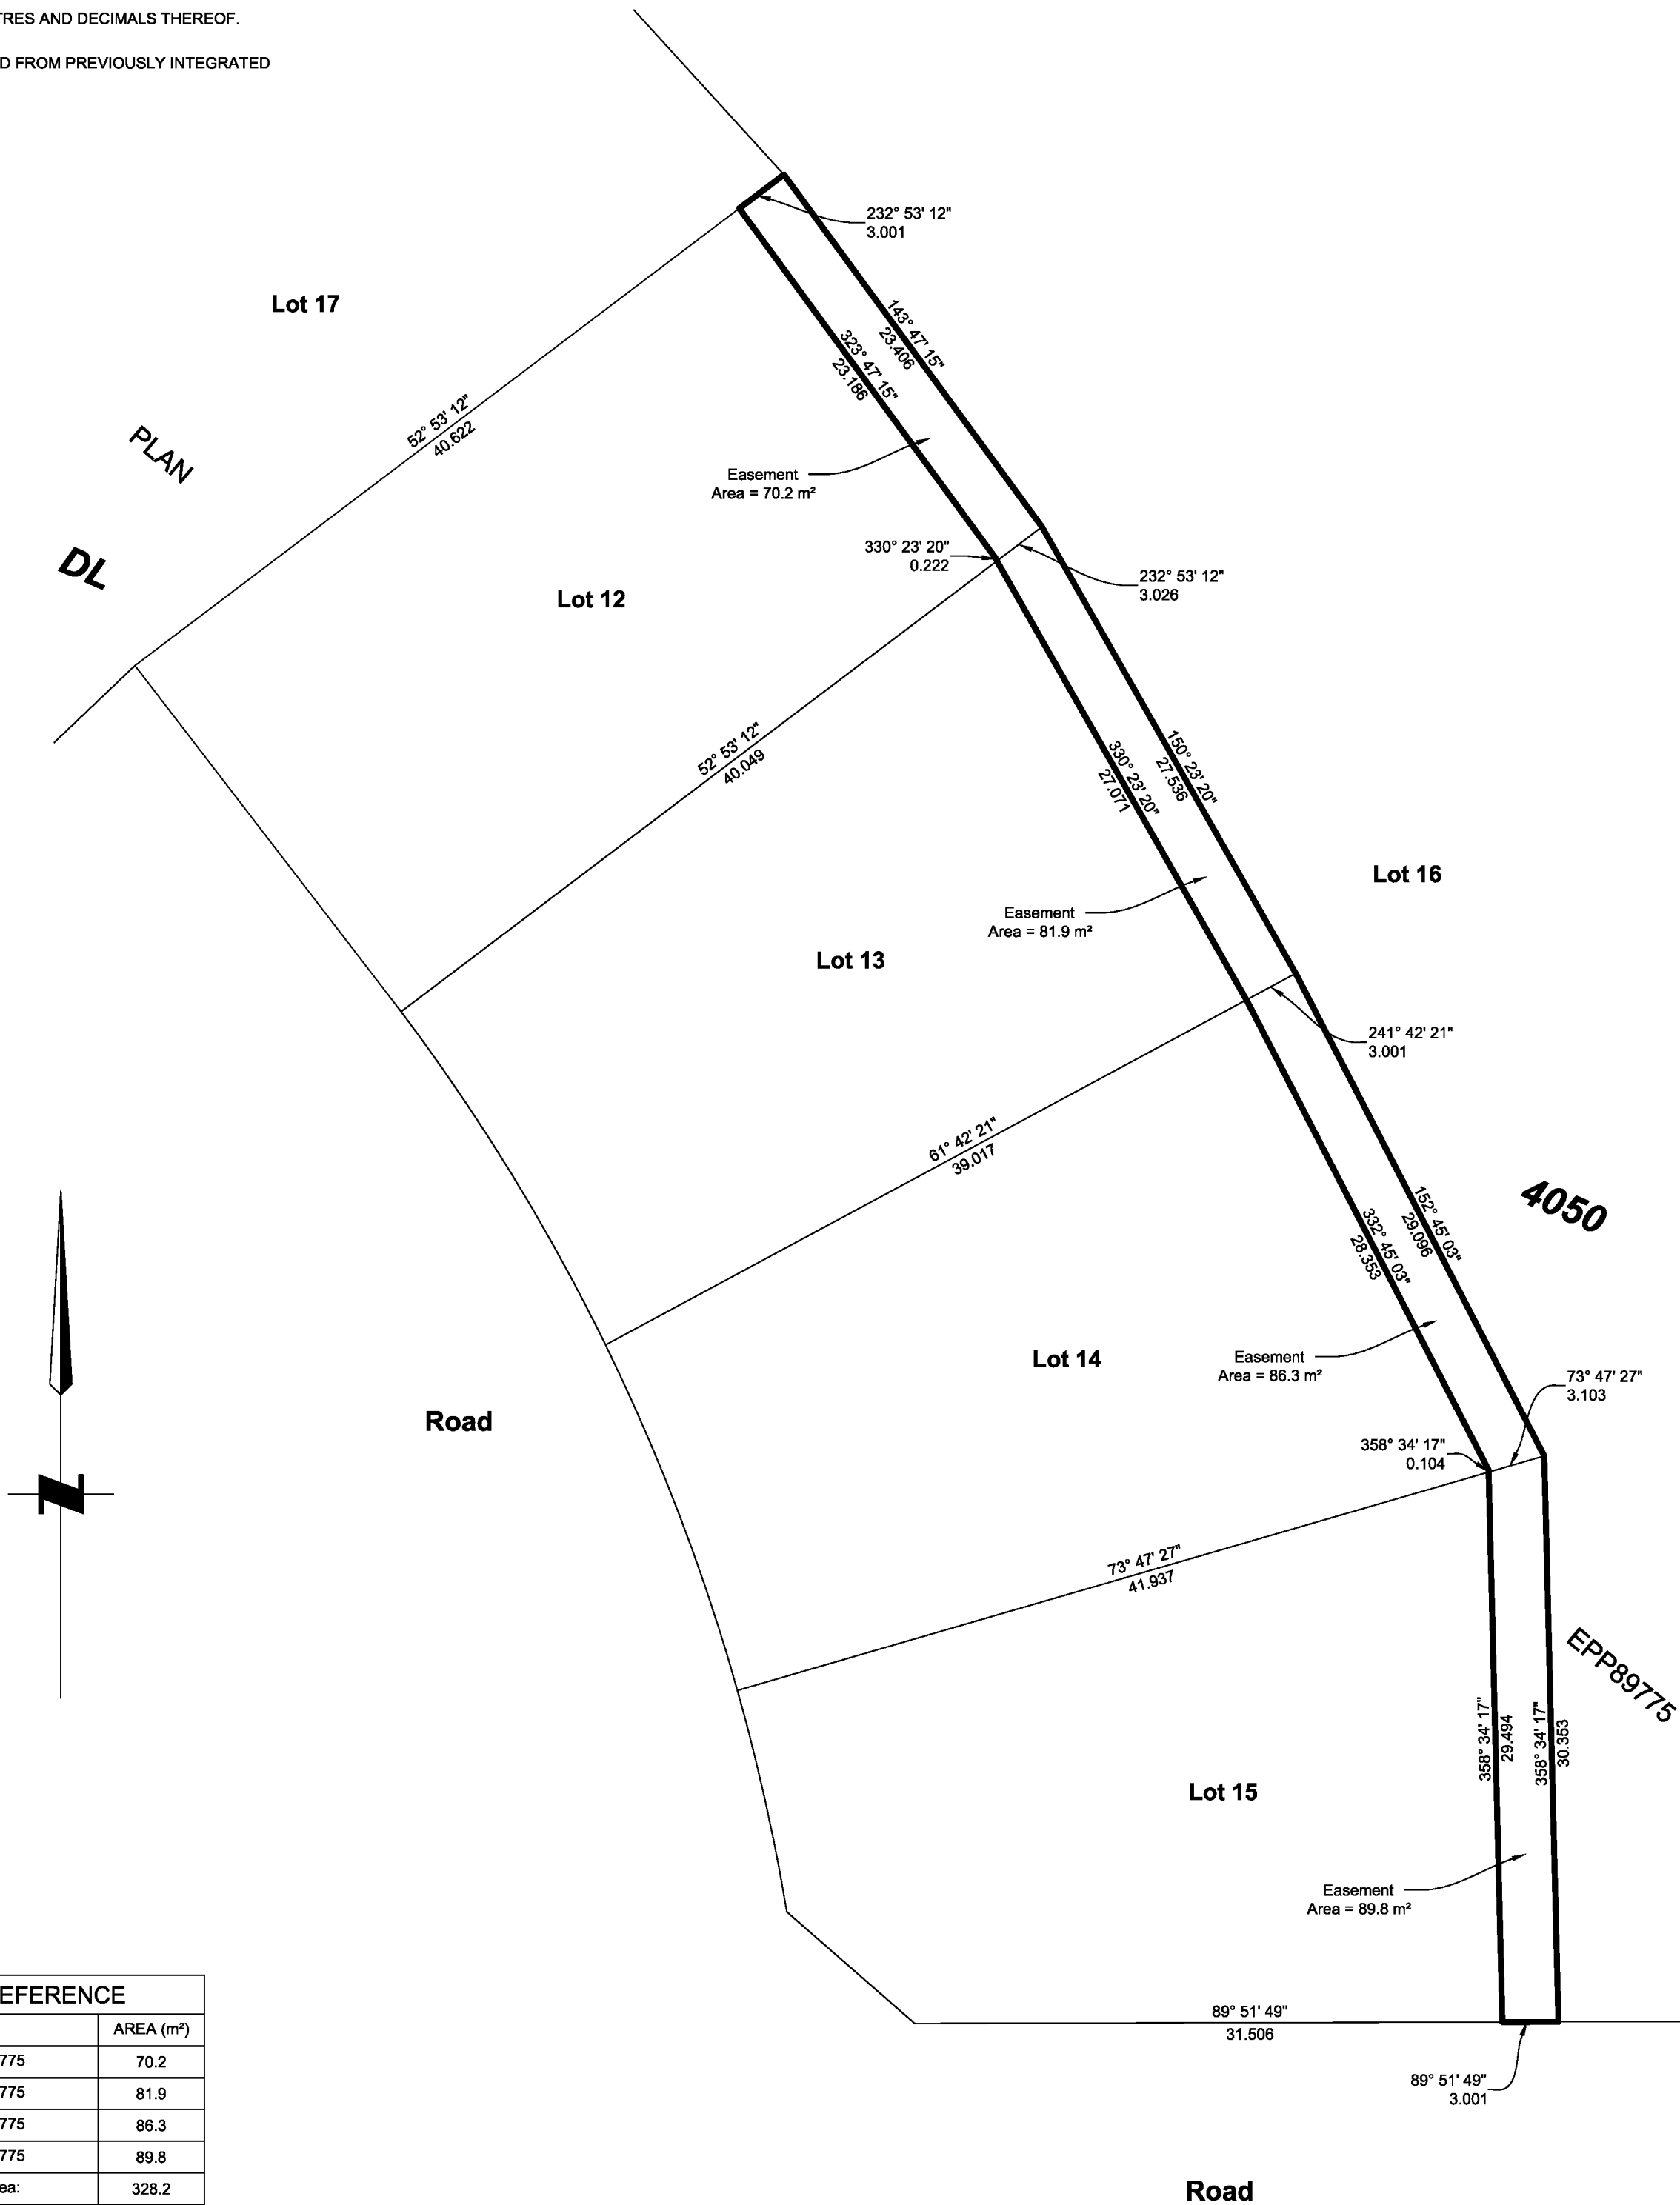 TRES AND DECIMALS THEREOF.
D FROM PREVIOUSLY INTEGRATED
232° 53' 12"
3.001
Lot 17
143° 47' 15"
23.406
323° 47' 15"
23.186
52° 53' 12"
40.622
PLAN
Easement
Area = 70.2 m²
DL
330° 23' 20"
0.222
232° 53' 12"
3.026
Lot 12
52° 53' 12"
40.049
150° 23' 20"
27.536
330° 23' 20"
27.071
Lot 16
Easement
Area = 81.9 m²
Lot 13
241° 42' 21"
3.001
61° 42' 21"
39.017
4050
152° 45' 03"
29.096
332° 45' 03"
28.353
Lot 14
Easement
Area = 86.3 m²
73° 47' 27"
3.103
Road
358° 34' 17"
0.104
N
73° 47' 27"
41.937
EPP89775
358° 34' 17"
29.494
358° 34' 17"
30.353
Lot 15
Easement
Area = 89.8 m²
89° 51' 49"
31.506
89° 51' 49"
3.001
EFERENCE
AREA (m²)
775 70.2
775 81.9
775 86.3
775 89.8
ea: 328.2
Road